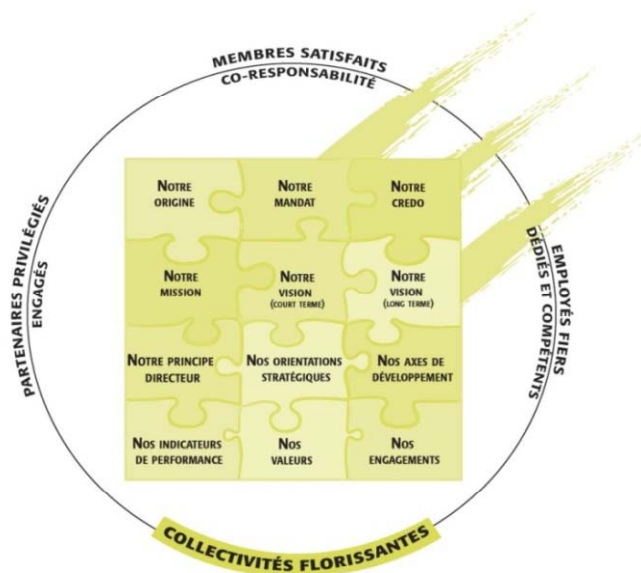 MEMBRES SATISFAITS
CO-RESPONSABILITÉ
PARTENAIRES PRIVILÉGIÉS
ENGAGÉS
EMPLOYÉS FIERS
DÉDIÉS ET COMPÉTENTS
NOTRE
ORIGINE
NOTRE
MANDAT
NOTRE
CREDO
NOTRE
MISSION
NOTRE
VISION
(COURT TERME)
NOTRE
VISION
(LONG TERME)
NOTRE PRINCIPE
DIRECTEUR
NOS ORIENTATIONS
STRATÉGIQUES
NOS AXES DE
DÉVELOPPEMENT
NOS INDICATEURS
DE PERFORMANCE
NOS
VALEURS
NOS
ENGAGEMENTS
COLLECTIVITÉS FLORISSANTES